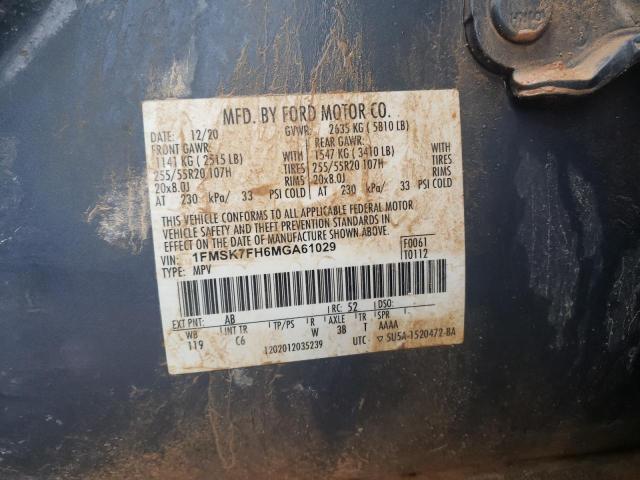 MFD. BY FORD MOTOR CO.
DATE: 12/20 GVWR: 2635 KG ( 5810 LB)
FRONT GAWR: REAR GAWR:
1141 KG ( 2515 LB) WITH 1547 KG ( 3410 LB) WITH
255/55R20 107H TIRES 255/55R20 107H TIRES
20x8.0J RIMS 20x8.0J RIMS
AT 230 kPa/ 33 PSI COLD AT 230 kPa/ 33 PSI COLD
THIS VEHICLE CONFORMS TO ALL APPLICABLE FEDERAL MOTOR
VEHICLE SAFETY AND THEFT PREVENTION STANDARDS IN
EFFECT ON THE DATE OF MANUFACTURE SHOWN ABOVE.
VIN: 1FMSK7FH6MGA61029 F0061
TYPE: MPV T0112
EXT PNT: AB RC: 52 DSO:
WB INT TR TP/PS R AXLE TR SPR
119 C6 W 3B T AAAA
1202012035239 UTC ▽ 5U5A-1520472-BA